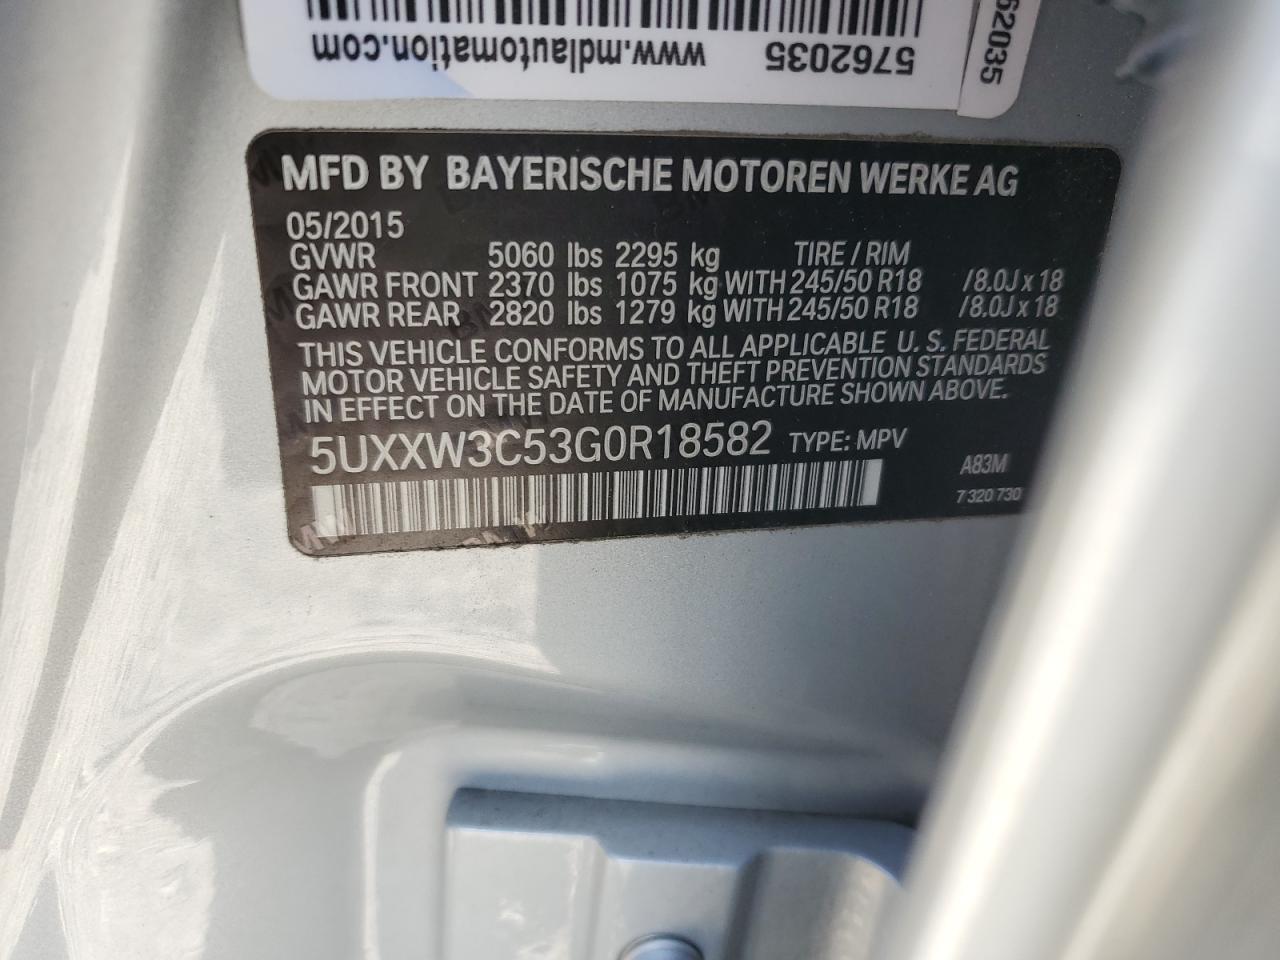 www.mdlautomation.com
5762035
62035
MFD BY BAYERISCHE MOTOREN WERKE AG
05/2015
GVWR 5060 lbs 2295 kg TIRE / RIM
GAWR FRONT 2370 lbs 1075 kg WITH 245/50 R18 / 8.0J x 18
GAWR REAR 2820 lbs 1279 kg WITH 245/50 R18 / 8.0J x 18
THIS VEHICLE CONFORMS TO ALL APPLICABLE U. S. FEDERAL
MOTOR VEHICLE SAFETY AND THEFT PREVENTION STANDARDS
IN EFFECT ON THE DATE OF MANUFACTURE SHOWN ABOVE.
5UXXW3C53G0R18582 TYPE: MPV
A83M
7 320 730